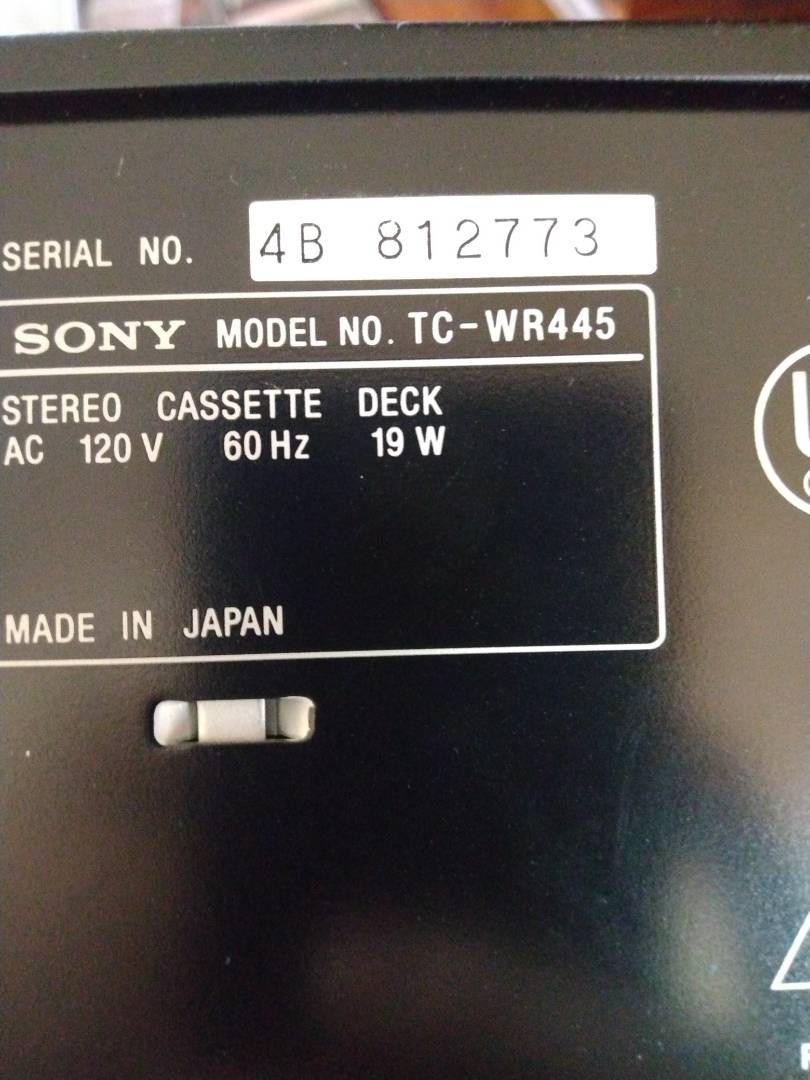 SERIAL NO. 4B 812773
SONY MODEL NO. TC-WR445
STEREO CASSETTE DECK
AC 120 V 60 Hz 19 W
MADE IN JAPAN